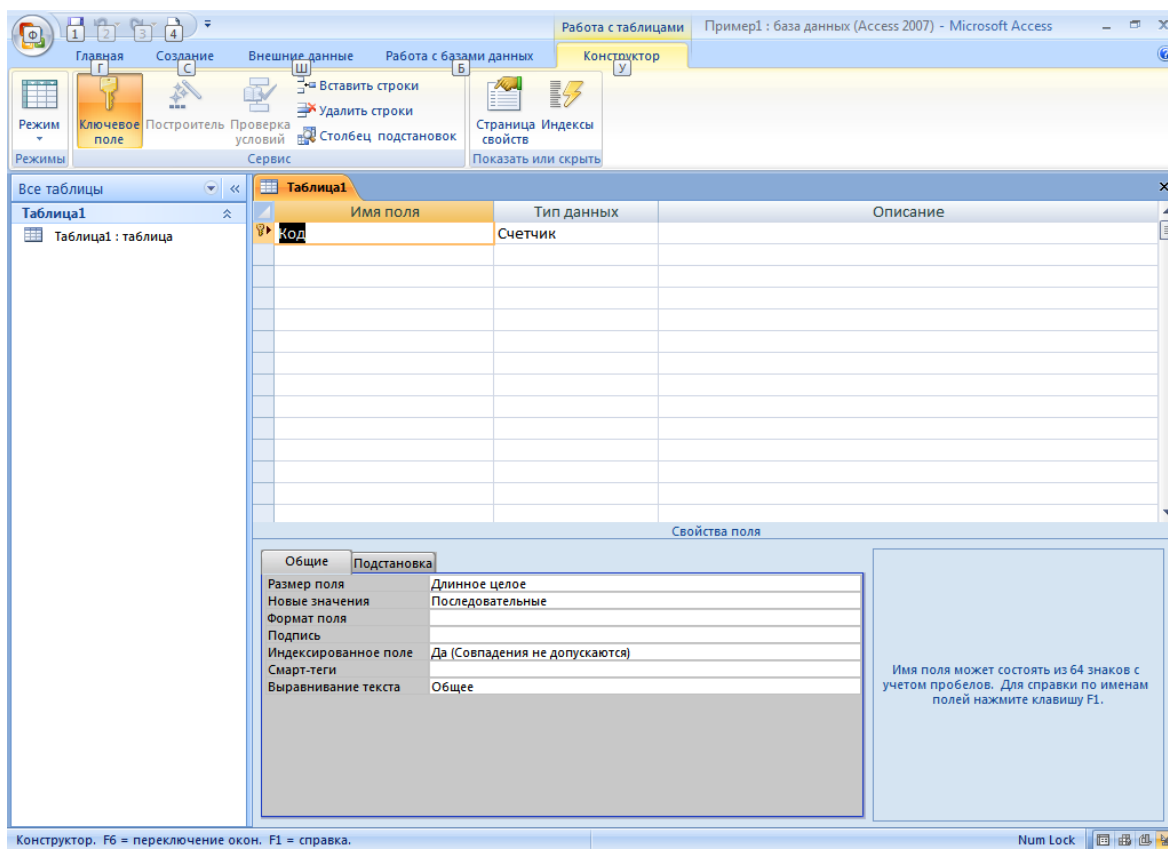 Ф 1 2 3 4 Работа с таблицами Пример1 : база данных (Access 2007) - Microsoft Access
Главная Создание Внешние данные Работа с базами данных Конструктор
Г С Ш Б У
Режим
Ключевое поле
Построитель
Проверка условий
Вставить строки
Удалить строки
Столбец подстановок
Страница свойств
Индексы
Режимы Сервис Показать или скрыть
Все таблицы
Таблица1
Таблица1 : таблица
Таблица1
Имя поля Тип данных Описание
Код Счетчик
Свойства поля
Общие Подстановка
Размер поля Длинное целое
Новые значения Последовательные
Формат поля
Подпись
Индексированное поле Да (Совпадения не допускаются)
Смарт-теги
Выравнивание текста Общее
Имя поля может состоять из 64 знаков с
учетом пробелов. Для справки по именам
полей нажмите клавишу F1.
Конструктор. F6 = переключение окон. F1 = справка. Num Lock